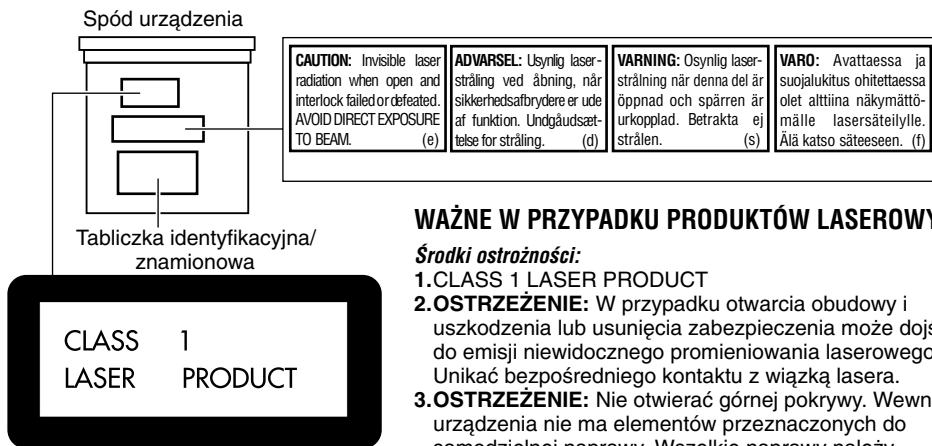 Spód urządzenia
CAUTION: Invisible laser
radiation when open and
interlock failed or defeated.
AVOID DIRECT EXPOSURE
TO BEAM. (e)
ADVARSEL: Usynlig laser-
stråling ved åbning, når
sikkerhedsafbrydere er ude
af funktion. Undgåudsæt-
telse for stråling. (d)
VARNING: Osynlig laser-
strålning när denna del är
öppnad och spärren är
urkopplad. Betrakta ej
strålen. (s)
VARO: Avattaessa ja
suojalukitus ohitettaessa
olet alttiina näkymättö-
mälle lasersäteilylle.
Älä katso säteeseen. (f)
Tabliczka identyfikacyjna/
znamionowa
CLASS 1
LASER PRODUCT
WAŻNE W PRZYPADKU PRODUKTÓW LASEROWY
Środki ostrożności:
1.CLASS 1 LASER PRODUCT
2.OSTRZEŻENIE: W przypadku otwarcia obudowy i
uszkodzenia lub usunięcia zabezpieczenia może dojś
do emisji niewidocznego promieniowania laserowego
Unikać bezpośredniego kontaktu z wiązką lasera.
3.OSTRZEŻENIE: Nie otwierać górnej pokrywy. Wewn
urządzenia nie ma elementów przeznaczonych do
samodzielnej naprawy. Wszelkie naprawy należy